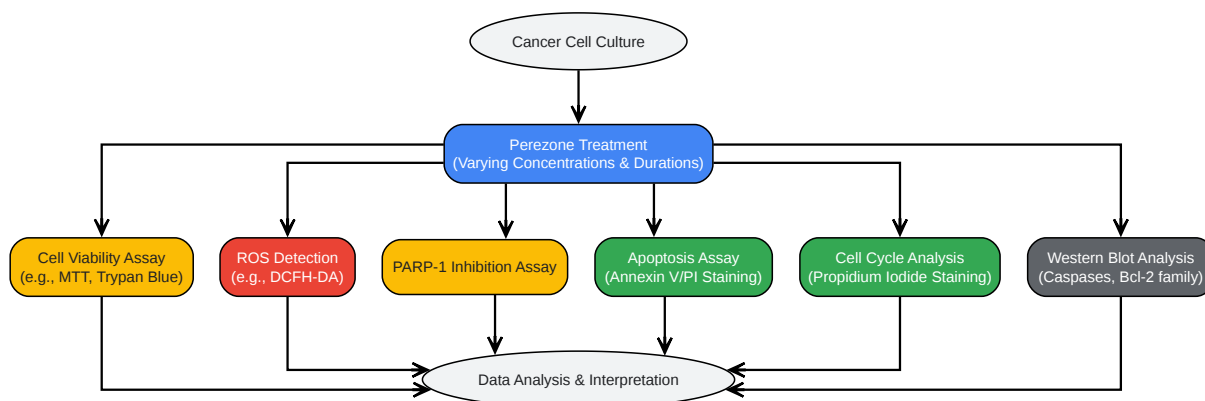 Cancer Cell Culture
Perezone Treatment
(Varying Concentrations & Durations)
Cell Viability Assay
(e.g., MTT, Trypan Blue)
ROS Detection
(e.g., DCFH-DA)
PARP-1 Inhibition Assay
Apoptosis Assay
(Annexin V/PI Staining)
Cell Cycle Analysis
(Propidium Iodide Staining)
Western Blot Analysis
(Caspases, Bcl-2 family)
Data Analysis & Interpretation